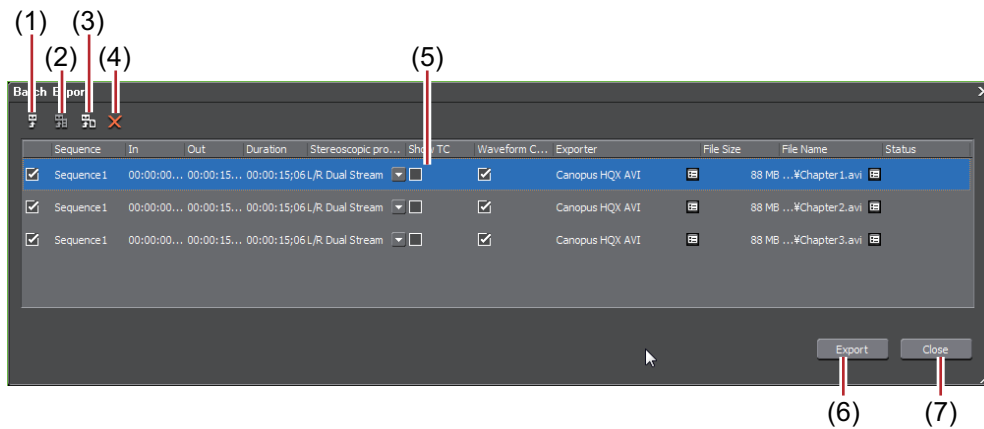 (1) (3)
(2) (4) (5)
Batch Export
Sequence In Out Duration Stereoscopic pro... Show TC Waveform C... Exporter File Size File Name Status
Sequence1 00:00:00... 00:00:15... 00:00:15;06 L/R Dual Stream Canopus HQX AVI 88 MB ...¥Chapter1.avi
Sequence1 00:00:00... 00:00:15... 00:00:15;06 L/R Dual Stream Canopus HQX AVI 88 MB ...¥Chapter2.avi
Sequence1 00:00:00... 00:00:15... 00:00:15;06 L/R Dual Stream Canopus HQX AVI 88 MB ...¥Chapter3.avi
Export Close
(6) (7)